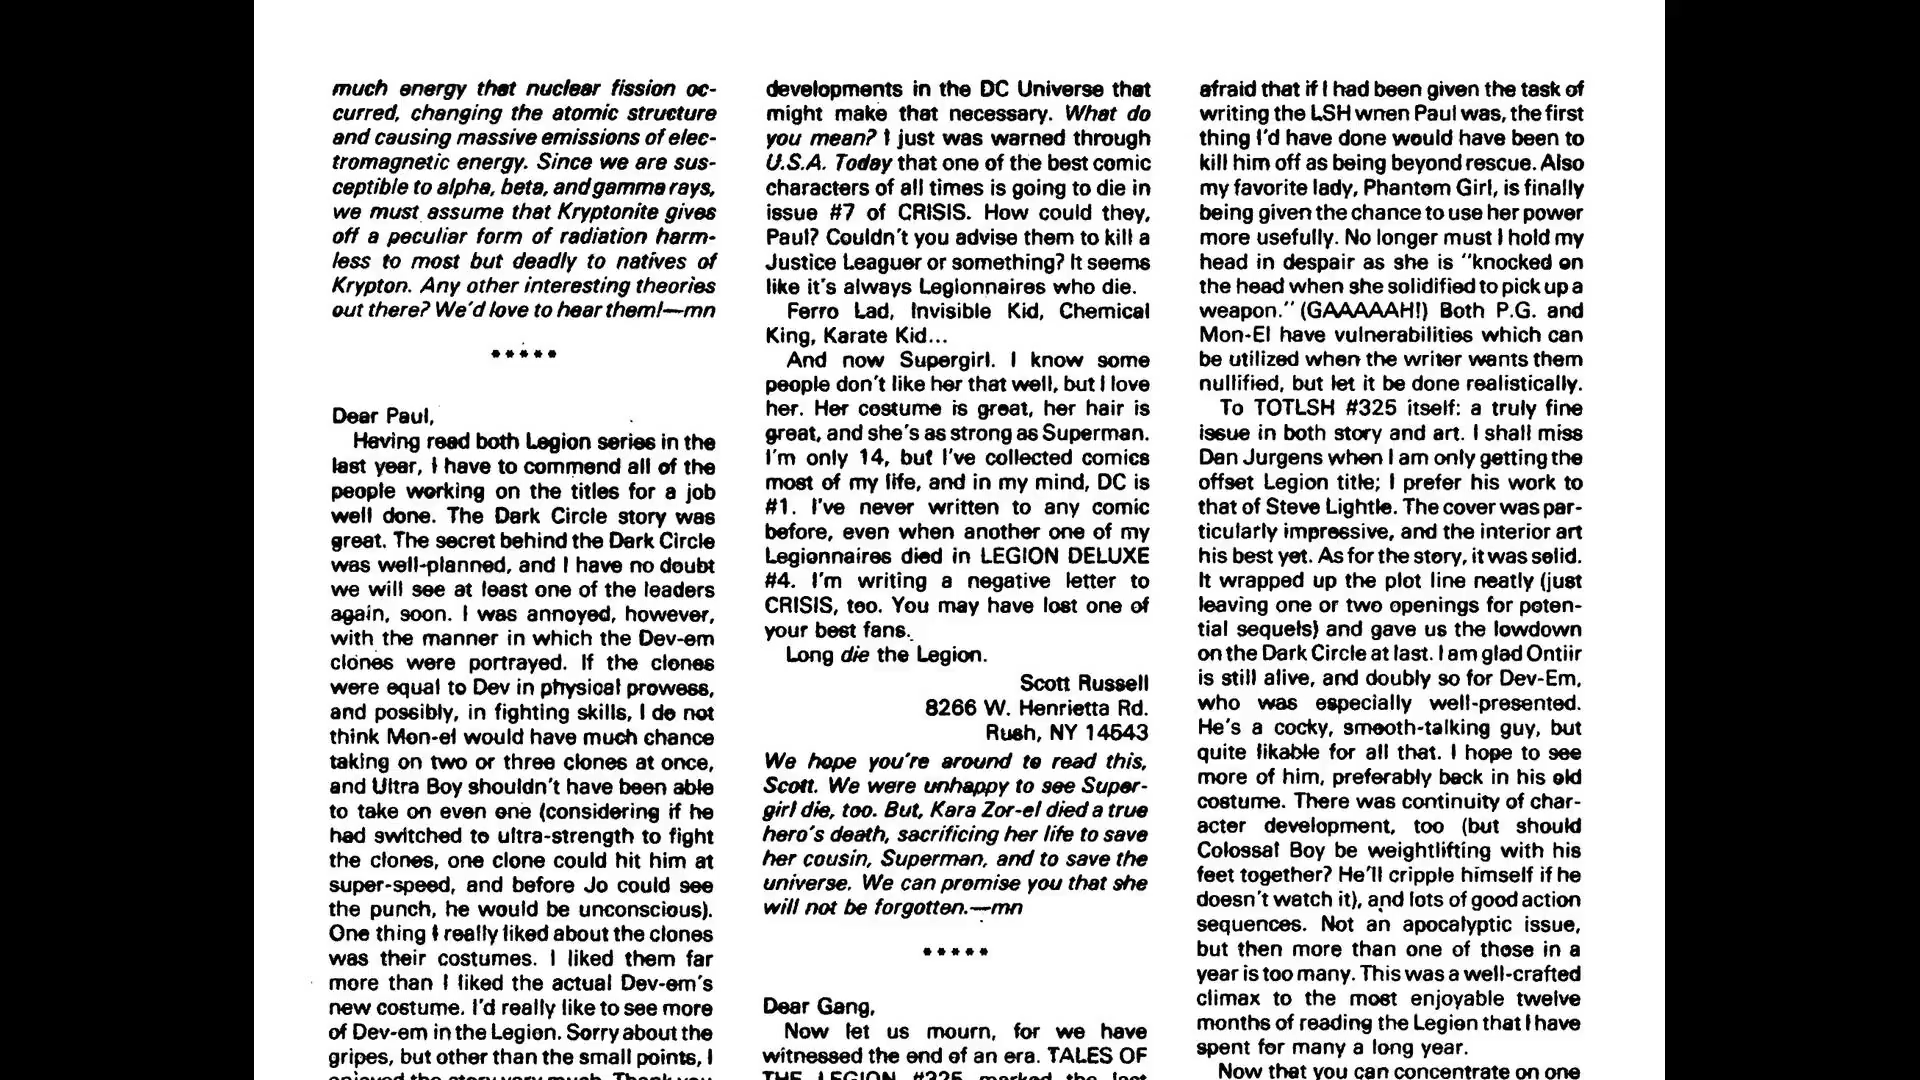 much energy that nuclear fission oc-
curred, changing the atomic structure
and causing massive emissions of elec-
tromagnetic energy. Since we are sus-
ceptible to alpha, beta, and gamma rays,
we must assume that Kryptonite gives
off a peculiar form of radiation harm-
less to most but deadly to natives of
Krypton. Any other interesting theories
out there? We'd love to hear them!—mn
*****
Dear Paul,
Having read both Legion series in the
last year, I have to commend all of the
people working on the titles for a job
well done. The Dark Circle story was
great. The secret behind the Dark Circle
was well-planned, and I have no doubt
we will see at least one of the leaders
again, soon. I was annoyed, however,
with the manner in which the Dev-em
clones were portrayed. If the clones
were equal to Dev in physical prowess,
and possibly, in fighting skills, I do not
think Mon-el would have much chance
taking on two or three clones at once,
and Ultra Boy shouldn't have been able
to take on even one (considering if he
had switched to ultra-strength to fight
the clones, one clone could hit him at
super-speed, and before Jo could see
the punch, he would be unconscious).
One thing I really liked about the clones
was their costumes. I liked them far
more than I liked the actual Dev-em's
new costume. I'd really like to see more
of Dev-em in the Legion. Sorry about the
gripes, but other than the small points, I
enjoyed the story very much. Thank you
developments in the DC Universe that
might make that necessary. What do
you mean? I just was warned through
U.S.A. Today that one of the best comic
characters of all times is going to die in
issue #7 of CRISIS. How could they,
Paul? Couldn't you advise them to kill a
Justice Leaguer or something? It seems
like it's always Legionnaires who die.
Ferro Lad, Invisible Kid, Chemical
King, Karate Kid...
And now Supergirl. I know some
people don't like her that well, but I love
her. Her costume is great, her hair is
great, and she's as strong as Superman.
I'm only 14, but I've collected comics
most of my life, and in my mind, DC is
#1. I've never written to any comic
before, even when another one of my
Legionnaires died in LEGION DELUXE
#4. I'm writing a negative letter to
CRISIS, too. You may have lost one of
your best fans.
Long die the Legion.
Scott Russell
8266 W. Henrietta Rd.
Rush, NY 14543
We hope you're around to read this,
Scott. We were unhappy to see Super-
girl die, too. But, Kara Zor-el died a true
hero's death, sacrificing her life to save
her cousin, Superman, and to save the
universe. We can promise you that she
will not be forgotten.—mn
*****
Dear Gang,
Now let us mourn, for we have
witnessed the end of an era. TALES OF
THE LEGION #325 marked the last
afraid that if I had been given the task of
writing the LSH wnen Paul was, the first
thing I'd have done would have been to
kill him off as being beyond rescue. Also
my favorite lady, Phantom Girl, is finally
being given the chance to use her power
more usefully. No longer must I hold my
head in despair as she is "knocked on
the head when she solidified to pick up a
weapon." (GAAAAAH!) Both P.G. and
Mon-El have vulnerabilities which can
be utilized when the writer wants them
nullified, but let it be done realistically.
To TOTLSH #325 itself: a truly fine
issue in both story and art. I shall miss
Dan Jurgens when I am only getting the
offset Legion title; I prefer his work to
that of Steve Lightle. The cover was par-
ticularly impressive, and the interior art
his best yet. As for the story, it was solid.
It wrapped up the plot line neatly (just
leaving one or two openings for poten-
tial sequels) and gave us the lowdown
on the Dark Circle at last. I am glad Ontiir
is still alive, and doubly so for Dev-Em,
who was especially well-presented.
He's a cocky, smooth-talking guy, but
quite likable for all that. I hope to see
more of him, preferably back in his old
costume. There was continuity of char-
acter development, too (but should
Colossal Boy be weightlifting with his
feet together? He'll cripple himself if he
doesn't watch it), and lots of good action
sequences. Not an apocalyptic issue,
but then more than one of those in a
year is too many. This was a well-crafted
climax to the most enjoyable twelve
months of reading the Legion that I have
spent for many a long year.
Now that you can concentrate on one